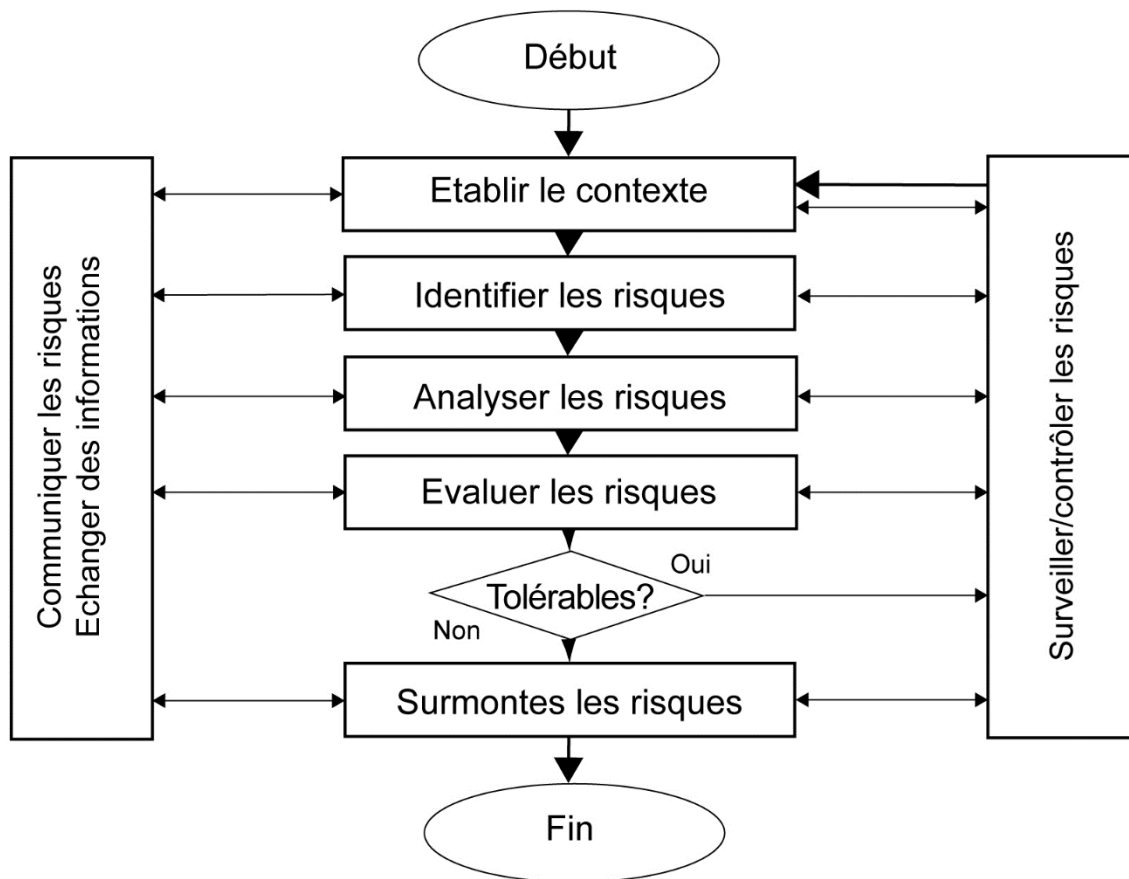 Début
Communiquer les risques
Echanger des informations
Etablir le contexte
Identifier les risques
Analyser les risques
Evaluer les risques
Tolérables?
Oui
Non
Surmontes les risques
Surveiller/contrôler les risques
Fin